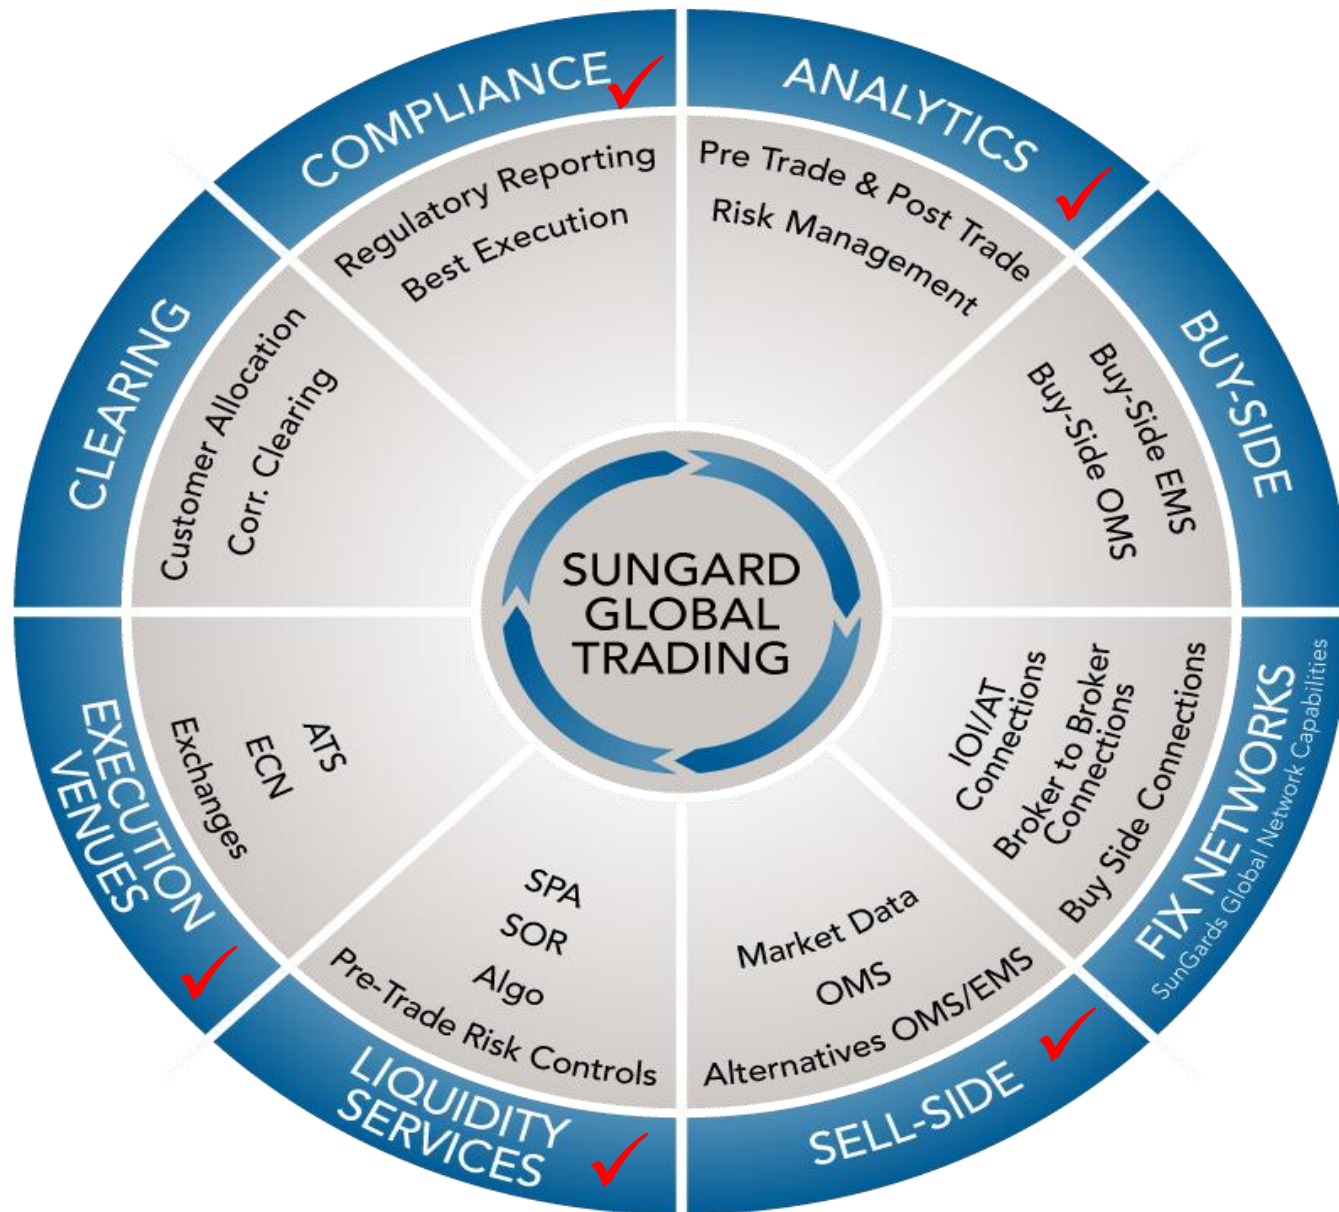 COMPLIANCE
Regulatory Reporting
Best Execution
ANALYTICS
Pre Trade & Post Trade
Risk Management
BUY-SIDE
Buy-Side EMS
Buy-Side OMS
FIX NETWORKS
SunGards Global Network Capabilities
IOI/AT
Connections
Broker to Broker
Connections
Buy Side Connections
SELL-SIDE
Market Data
OMS
Alternatives OMS/EMS
LIQUIDITY
SERVICES
SPA
SOR
Algo
Pre-Trade Risk Controls
EXECUTION
VENUES
ATS
ECN
Exchanges
CLEARING
Customer Allocation
Corr. Clearing
SUNGARD
GLOBAL
TRADING